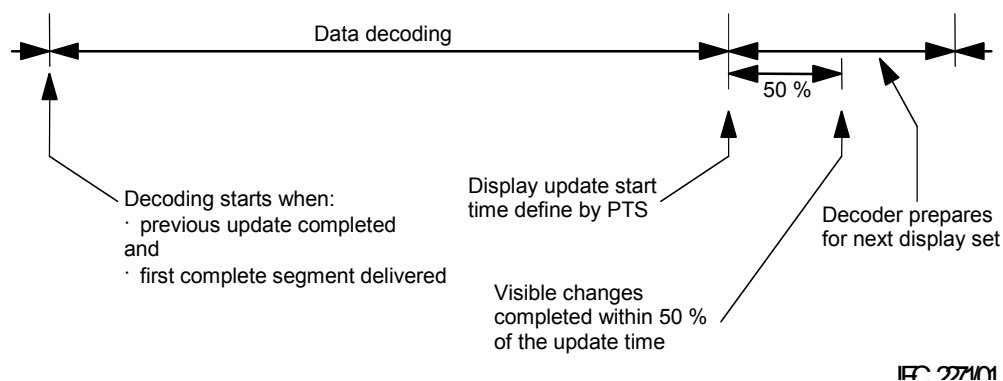 Data decoding
50 %
Decoding starts when:
· previous update completed
and
· first complete segment delivered
Display update start
time define by PTS
Decoder prepares
for next display set
Visible changes
completed within 50 %
of the update time
IEC 2271/01